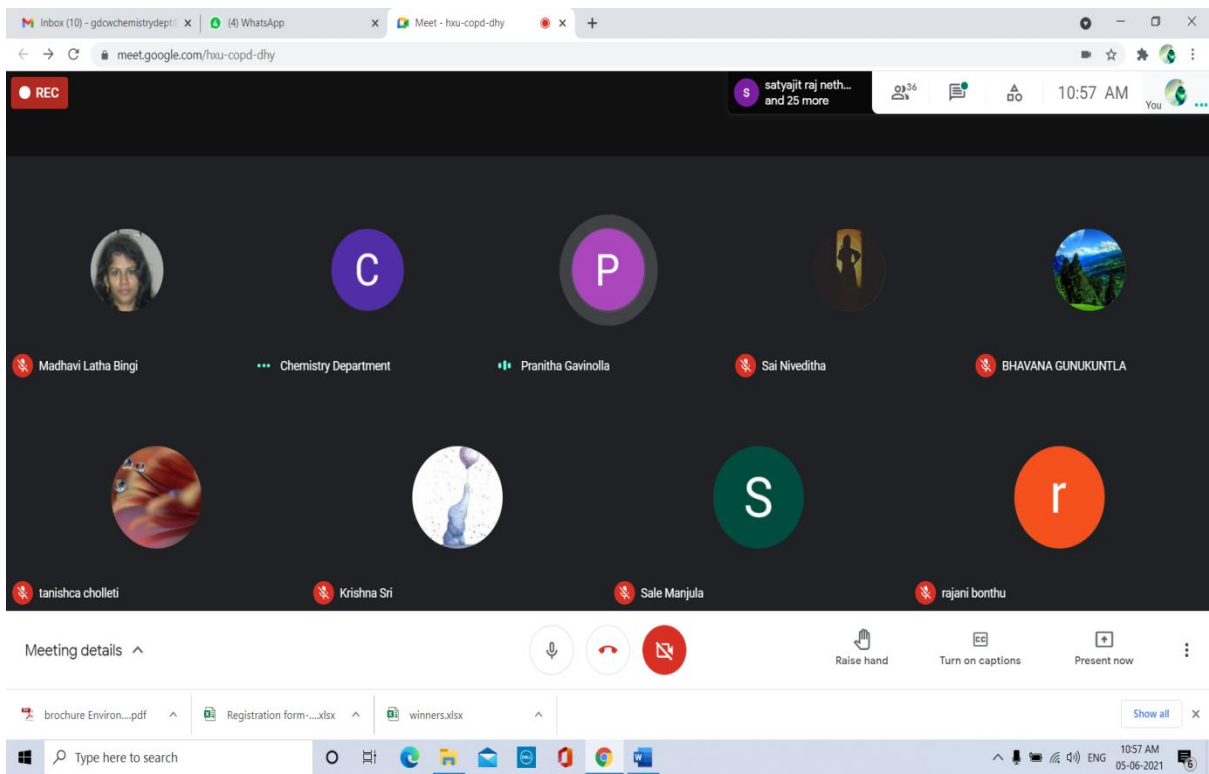 Inbox (10) - gdcwchemistrydept@
(4) WhatsApp
Meet - hxu-copd-dhy
meet.google.com/hxu-copd-dhy
REC
S
satyajit raj neth...
and 25 more
36
10:57 AM
You
C
P
Madhavi Latha Bingi
Chemistry Department
Pranitha Gavinolla
Sai Niveditha
BHAVANA GUNUKUNTLA
S
r
tanishca cholleti
Krishna Sri
Sale Manjula
rajani bonthu
Meeting details
Raise hand
CC
Turn on captions
Present now
brochure Environ....pdf
Registration form-....xlsx
winners.xlsx
Show all
Type here to search
DELL
W
ENG
10:57 AM
05-06-2021
6